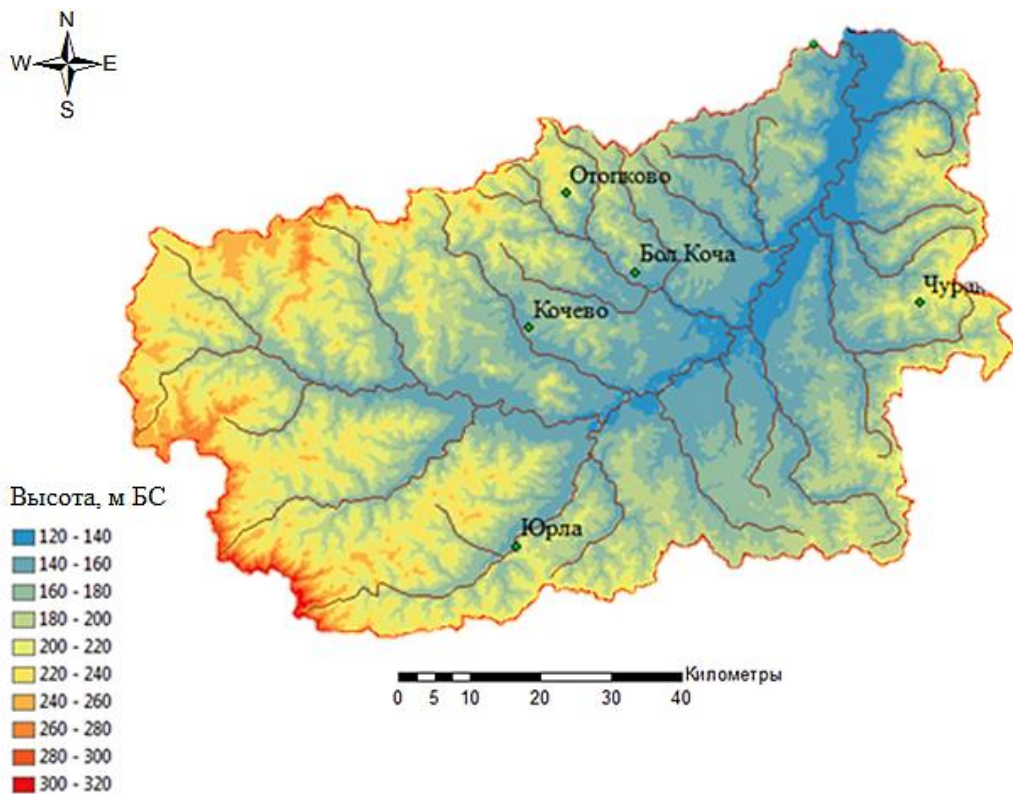 N
W E
S
Отопково
Бол.Коча
Чурак
Кочево
Юрла
Высота, м БС
120 - 140
140 - 160
160 - 180
180 - 200
200 - 220
220 - 240
240 - 260
260 - 280
280 - 300
300 - 320
Километры
0 5 10 20 30 40